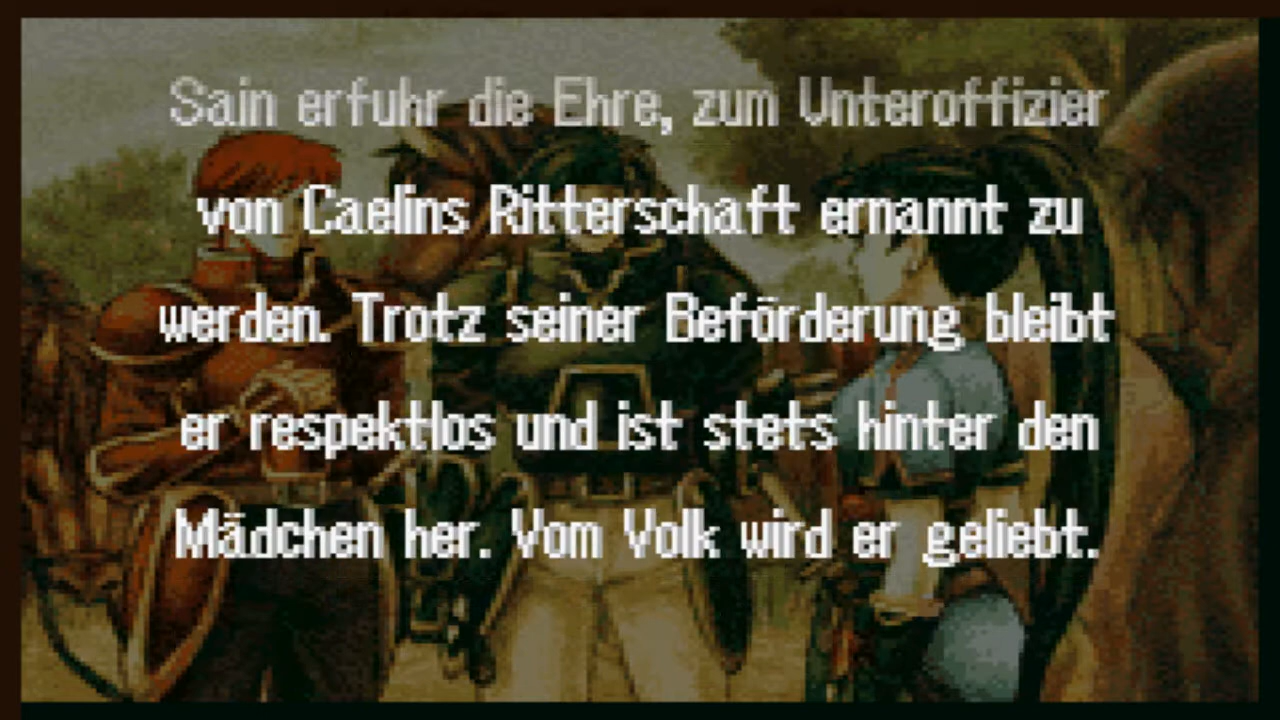 Sain erfuhr die Ehre, zum Unteroffizier
von Caelins Ritterschaft ernannt zu
werden. Trotz seiner Beförderung bleibt
er respektlos und ist stets hinter den
Mädchen her. Vom Volk wird er geliebt.